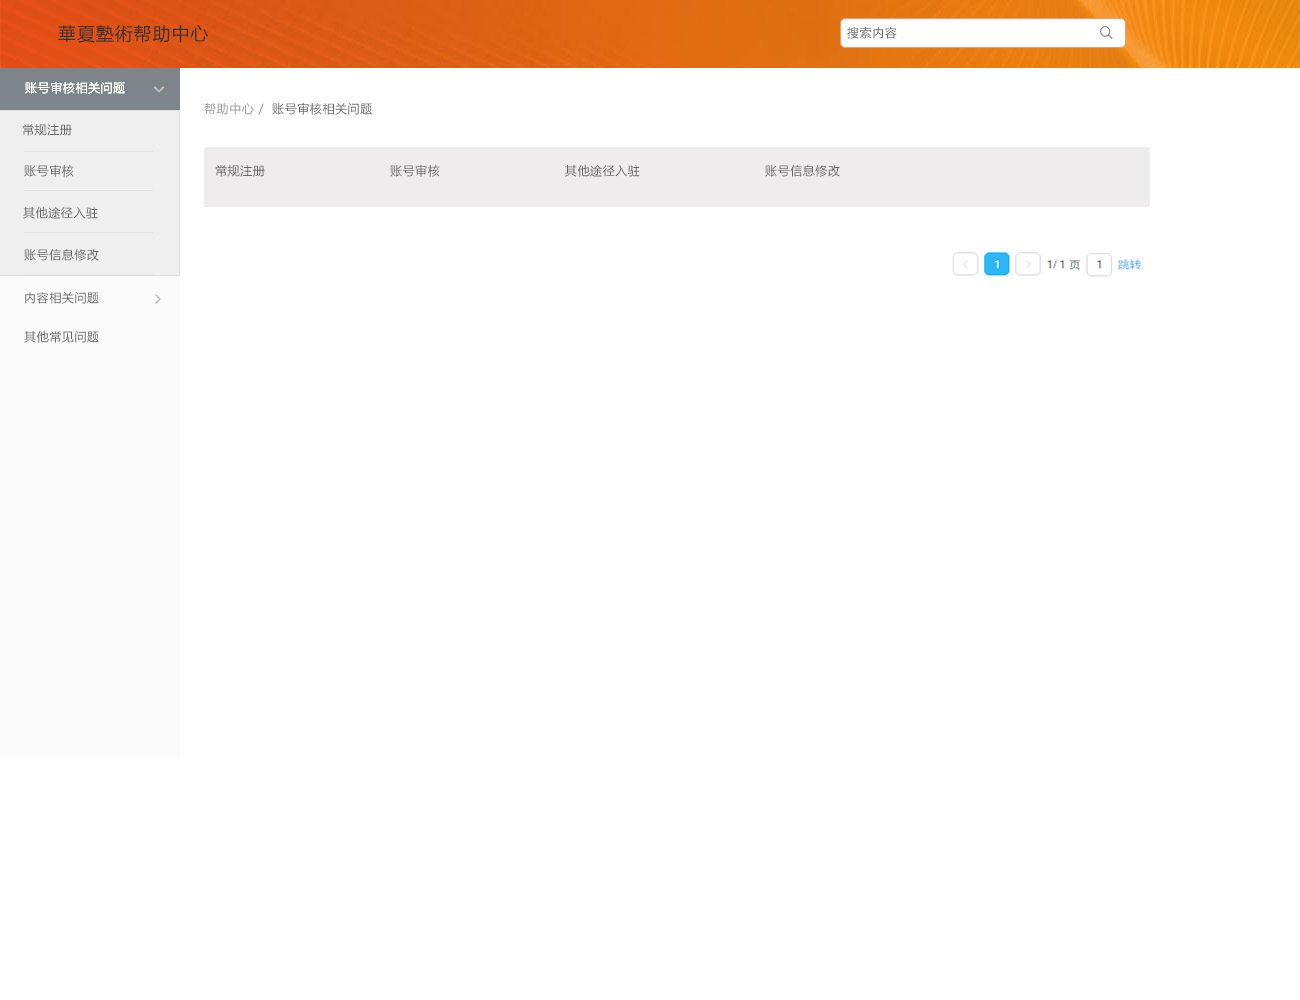 華夏塾術帮助中心
搜索内容
账号审核相关问题
常规注册
账号审核
其他途径入驻
账号信息修改
内容相关问题
其他常见问题
帮助中心 / 账号审核相关问题
常规注册 账号审核 其他途径入驻 账号信息修改
1 1/ 1 页 1 跳转